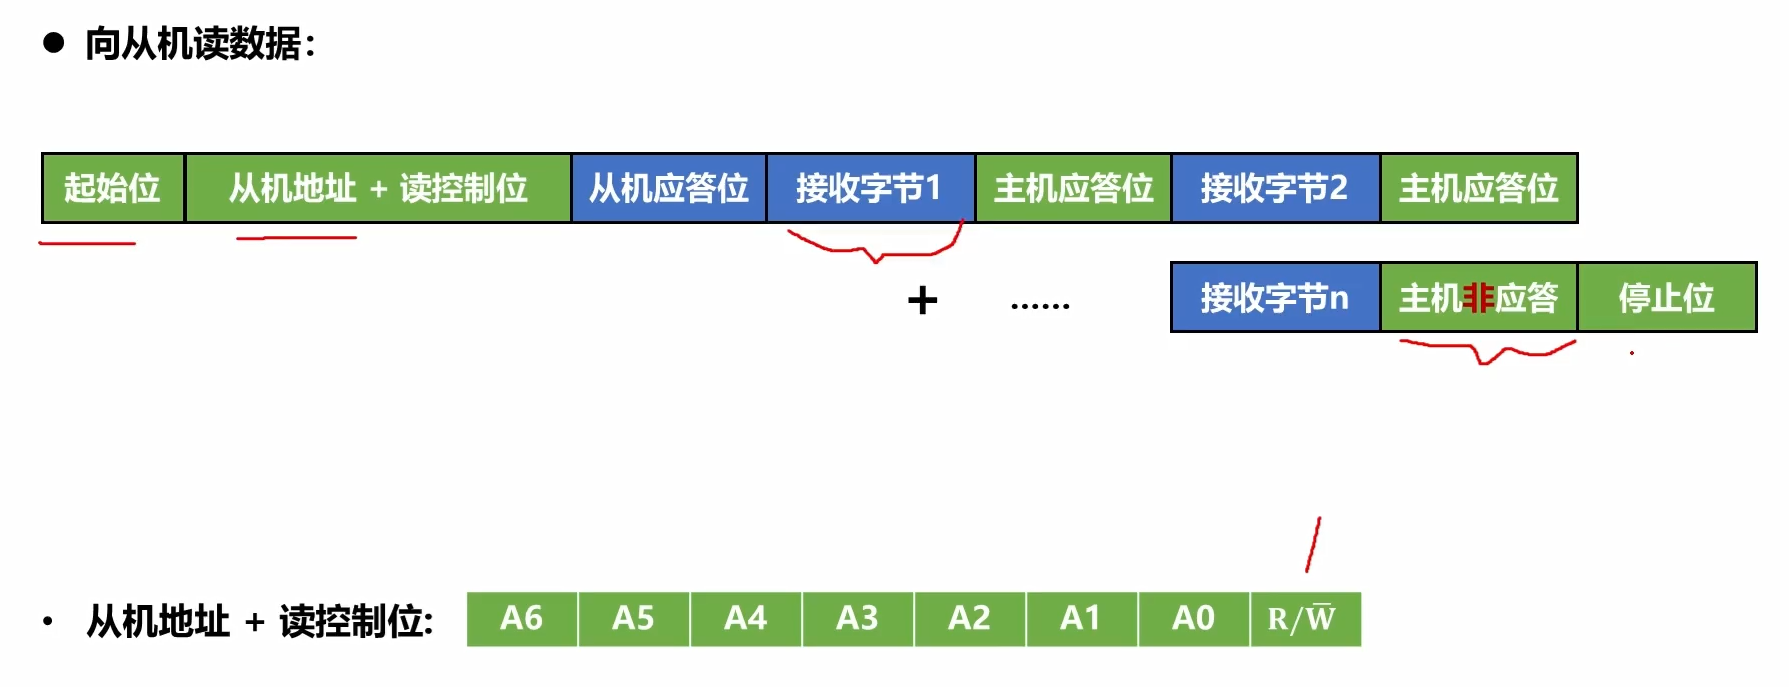 ● 向从机读数据：
起始位 从机地址 + 读控制位 从机应答位 接收字节1 主机应答位 接收字节2 主机应答位
+ …… 接收字节n 主机非应答 停止位
• 从机地址 + 读控制位: A6 A5 A4 A3 A2 A1 A0 R/W̅